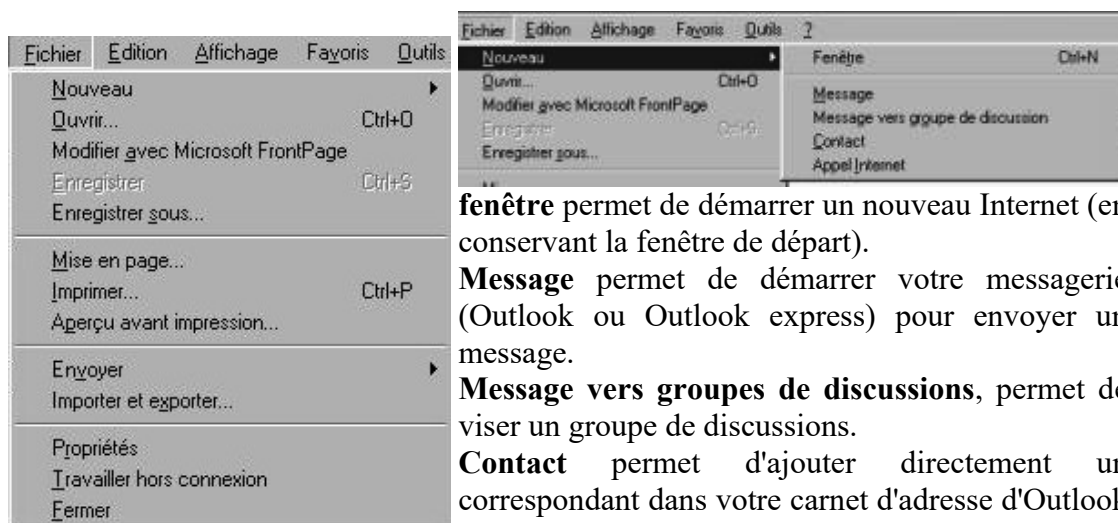 Fichier Edition Affichage Favoris Outils
Nouveau
Ouvrir... Ctrl+O
Modifier avec Microsoft FrontPage
Enregistrer Ctrl+S
Enregistrer sous...
Mise en page...
Imprimer... Ctrl+P
Aperçu avant impression...
Envoyer
Importer et exporter...
Propriétés
Travailler hors connexion
Fermer
Fichier Edition Affichage Favoris Outils ?
Nouveau
Ouvrir... Ctrl+O
Modifier avec Microsoft FrontPage
Enregistrer Ctrl+S
Enregistrer sous...
Fenêtre Ctrl+N
Message
Message vers groupe de discussion
Contact
Appel Internet
fenêtre permet de démarrer un nouveau Internet (en
conservant la fenêtre de départ).
Message permet de démarrer votre messagerie
(Outlook ou Outlook express) pour envoyer un
message.
Message vers groupes de discussions, permet de
viser un groupe de discussions.
Contact permet d'ajouter directement un
correspondant dans votre carnet d'adresse d'Outlook